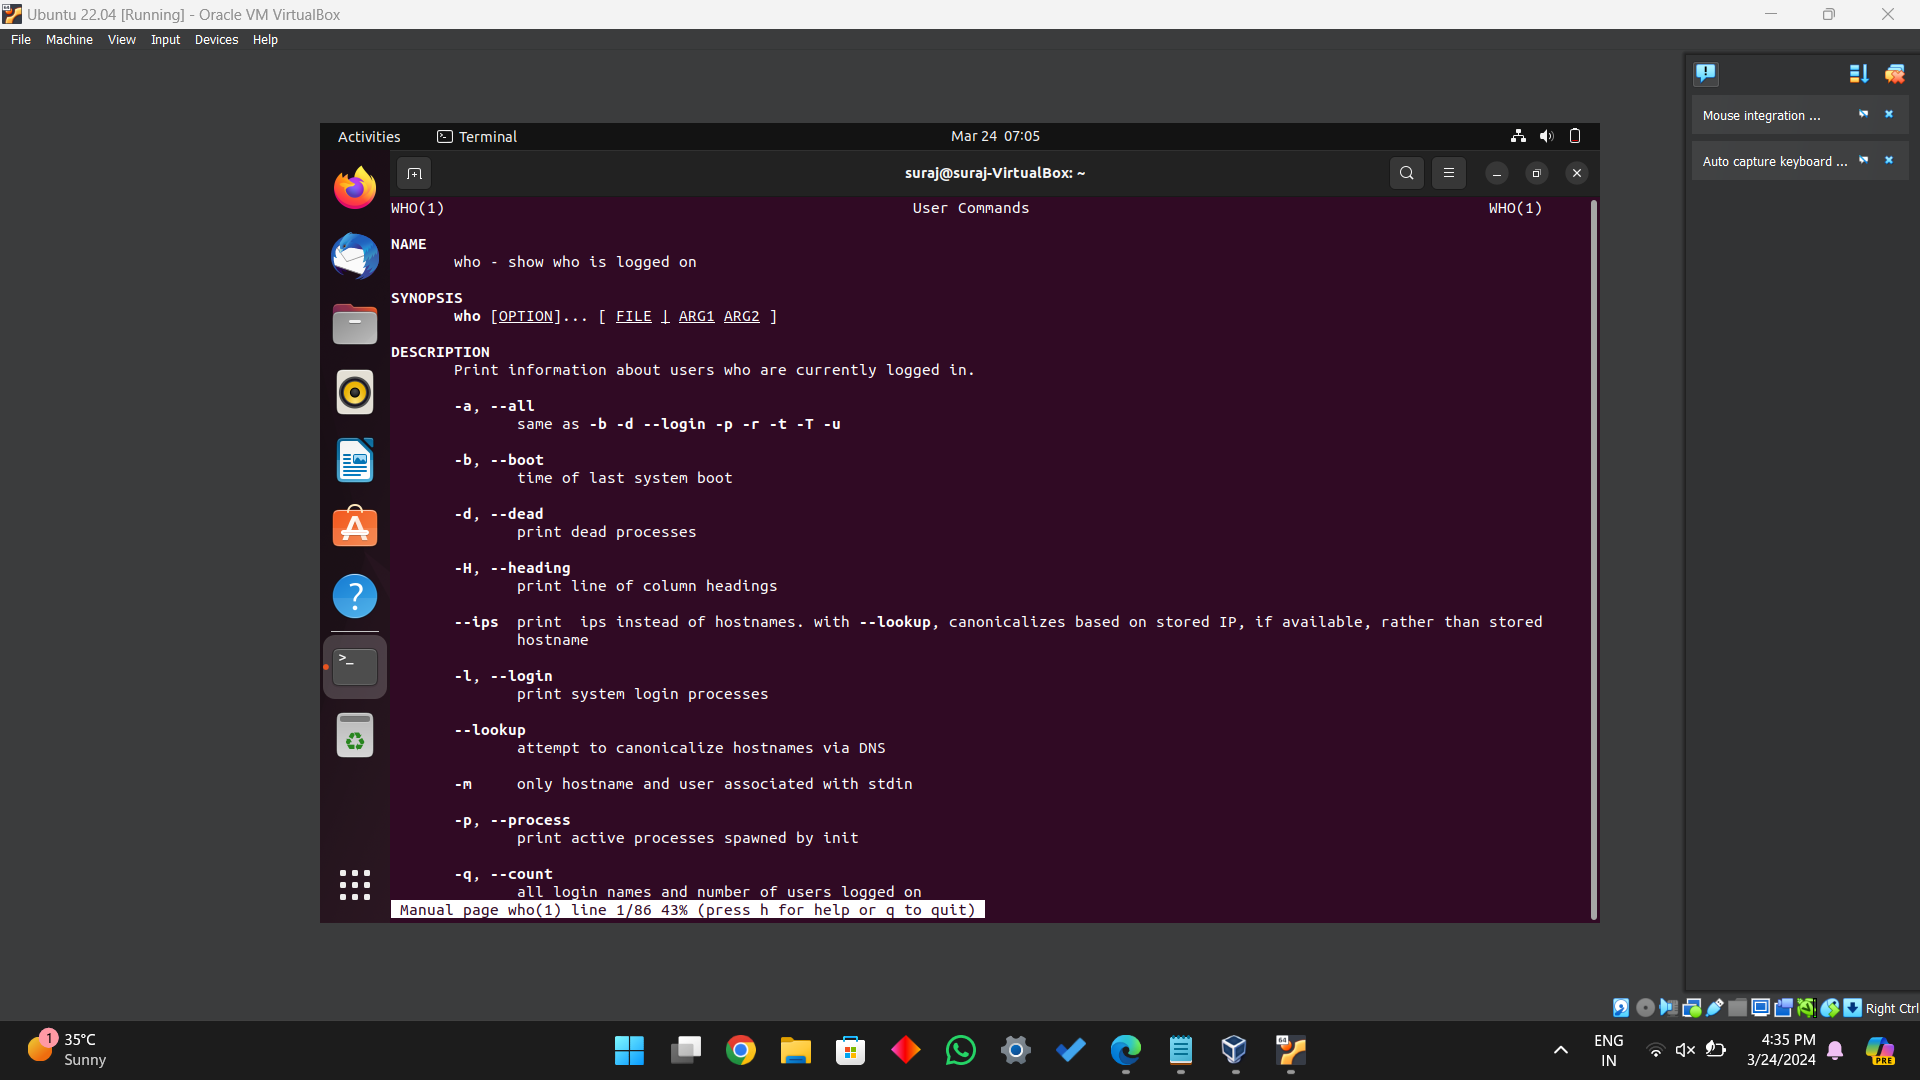 Ubuntu 22.04 [Running] - Oracle VM VirtualBox
File Machine View Input Devices Help
Mouse integration ...
Auto capture keyboard ...
Activities Terminal Mar 24 07:05
suraj@suraj-VirtualBox: ~
WHO(1) User Commands WHO(1)
NAME
who - show who is logged on
SYNOPSIS
who [OPTION]... [ FILE | ARG1 ARG2 ]
DESCRIPTION
Print information about users who are currently logged in.
-a, --all
same as -b -d --login -p -r -t -T -u
-b, --boot
time of last system boot
-d, --dead
print dead processes
-H, --heading
print line of column headings
--ips print ips instead of hostnames. with --lookup, canonicalizes based on stored IP, if available, rather than stored
hostname
-l, --login
print system login processes
--lookup
attempt to canonicalize hostnames via DNS
-m only hostname and user associated with stdin
-p, --process
print active processes spawned by init
-q, --count
all login names and number of users logged on
Manual page who(1) line 1/86 43% (press h for help or q to quit)
Right Ctrl
1
35°C
Sunny
64
ENG
IN
4:35 PM
3/24/2024
PRE